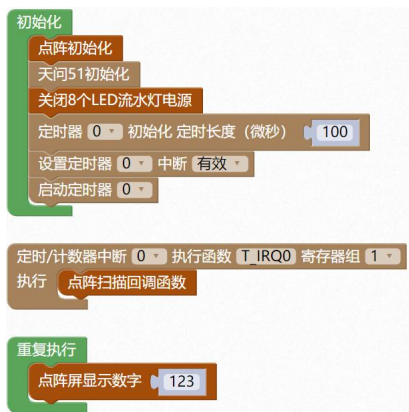 初始化
点阵初始化
天问51初始化
关闭8个LED流水灯电源
定时器 0 初始化 定时长度（微秒） 100
设置定时器 0 中断 有效
启动定时器 0
定时/计数器中断 0 执行函数 T_IRQ0 寄存器组 1
执行 点阵扫描回调函数
重复执行
点阵屏显示数字 123